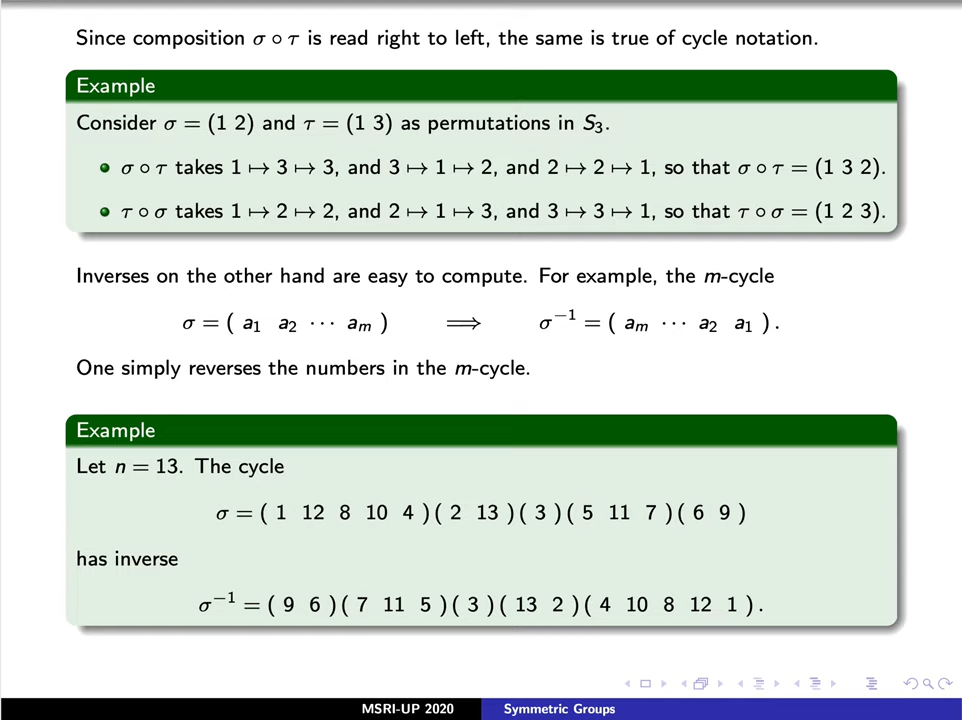 Since composition σ ∘ τ is read right to left, the same is true of cycle notation.
Example
Consider σ = (1 2) and τ = (1 3) as permutations in S₃.
σ ∘ τ takes 1 ↦ 3 ↦ 3, and 3 ↦ 1 ↦ 2, and 2 ↦ 2 ↦ 1, so that σ ∘ τ = (1 3 2).
τ ∘ σ takes 1 ↦ 2 ↦ 2, and 2 ↦ 1 ↦ 3, and 3 ↦ 3 ↦ 1, so that τ ∘ σ = (1 2 3).
Inverses on the other hand are easy to compute. For example, the m-cycle
σ = ( a₁ a₂ ⋯ aₘ ) ⟹ σ⁻¹ = ( aₘ ⋯ a₂ a₁ ).
One simply reverses the numbers in the m-cycle.
Example
Let n = 13. The cycle
σ = ( 1 12 8 10 4 )( 2 13 )( 3 )( 5 11 7 )( 6 9 )
has inverse
σ⁻¹ = ( 9 6 )( 7 11 5 )( 3 )( 13 2 )( 4 10 8 12 1 ).
MSRI-UP 2020 Symmetric Groups